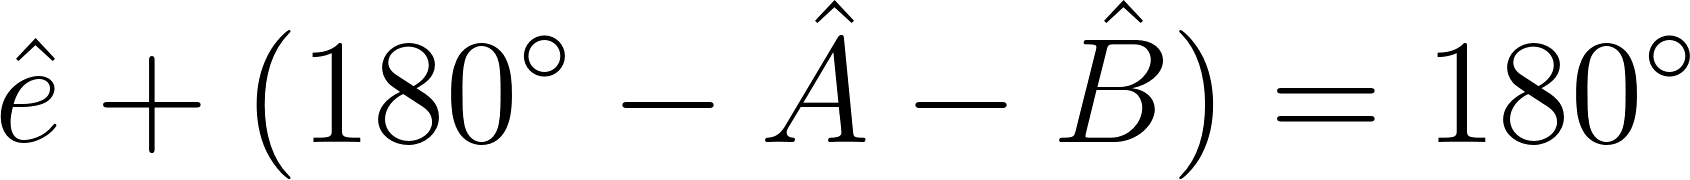 ê + (180° − Â − B̂) = 180°